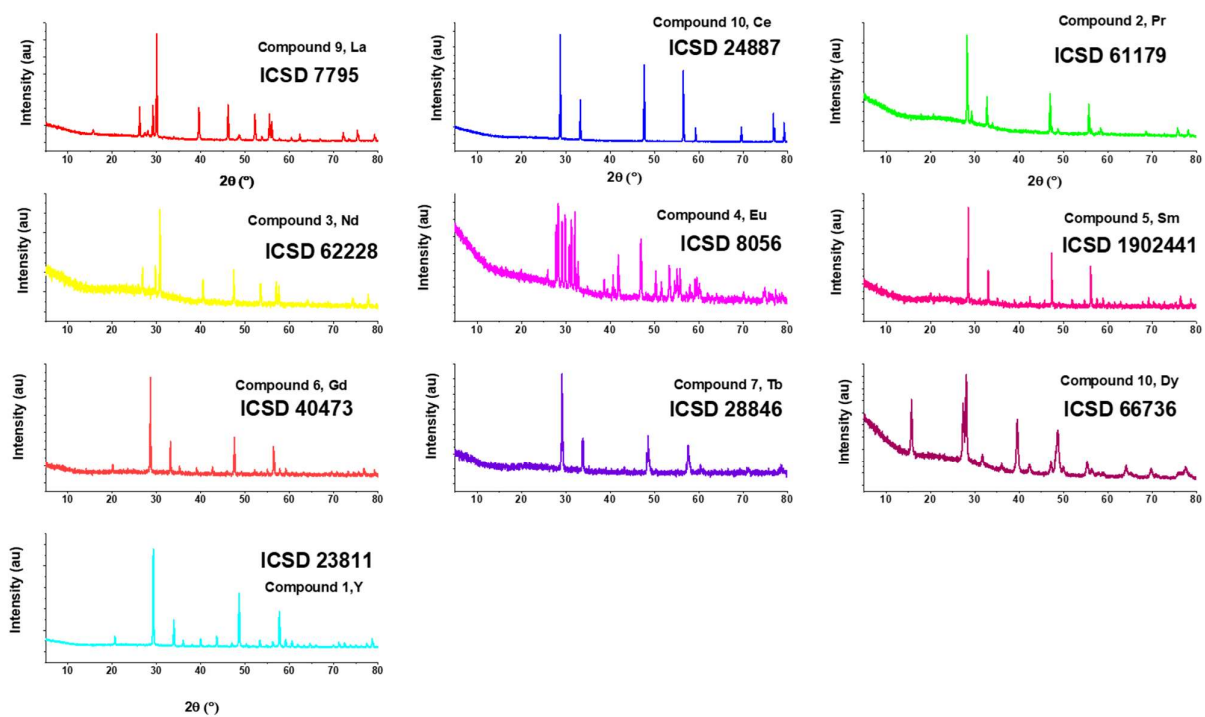 Intensity (au)
Compound 9, La
ICSD 7795
10 20 30 40 50 60 70 80
2θ (°)
Intensity (au)
Compound 10, Ce
ICSD 24887
10 20 30 40 50 60 70 80
2θ (°)
Intensity (au)
Compound 2, Pr
ICSD 61179
10 20 30 40 50 60 70 80
2θ (°)
Intensity (au)
Compound 3, Nd
ICSD 62228
10 20 30 40 50 60 70 80
Intensity (au)
Compound 4, Eu
ICSD 8056
10 20 30 40 50 60 70 80
Intensity (au)
Compound 5, Sm
ICSD 1902441
10 20 30 40 50 60 70 80
Intensity (au)
Compound 6, Gd
ICSD 40473
10 20 30 40 50 60 70 80
Intensity (au)
Compound 7, Tb
ICSD 28846
10 20 30 40 50 60 70 80
Intensity (au)
Compound 10, Dy
ICSD 66736
10 20 30 40 50 60 70 80
Intensity (au)
ICSD 23811
Compound 1,Y
10 20 30 40 50 60 70 80
2θ (°)